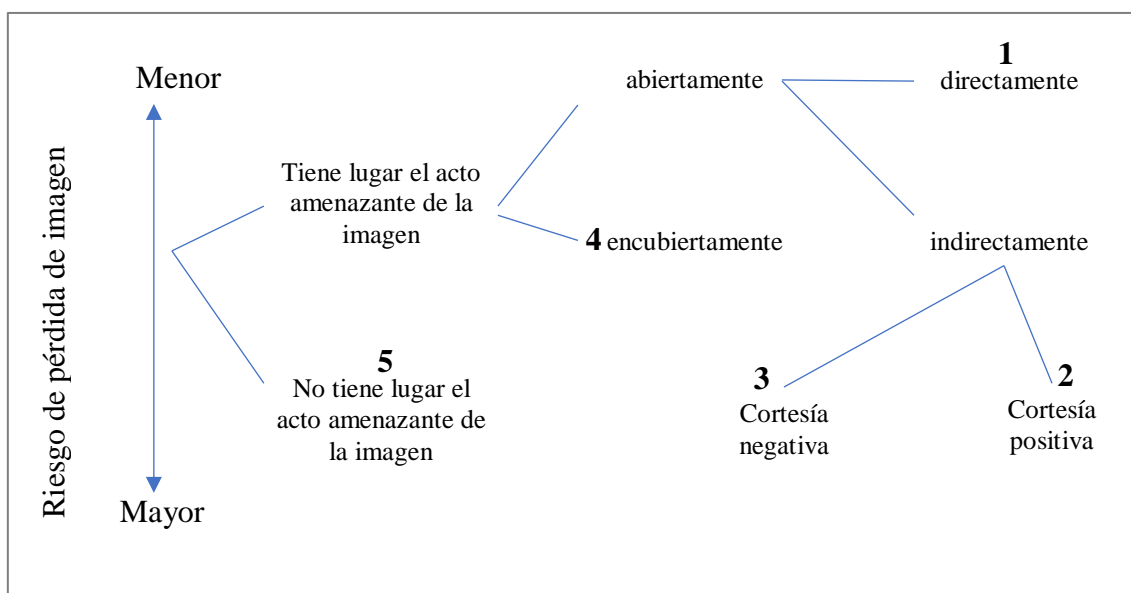 Riesgo de pérdida de imagen
Menor
Mayor
Tiene lugar el acto
amenazante de la
imagen
5
No tiene lugar el
acto amenazante de
la imagen
abiertamente
4 encubiertamente
1
directamente
indirectamente
3
Cortesía
negativa
2
Cortesía
positiva